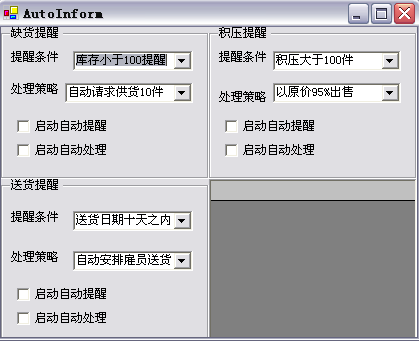 AutoInform
缺货提醒
提醒条件 库存小于100提醒
处理策略 自动请求供货10件
启动自动提醒
启动自动处理
积压提醒
提醒条件 积压大于100件
处理策略 以原价95%出售
启动自动提醒
启动自动处理
送货提醒
提醒条件 送货日期十天之内
处理策略 自动安排雇员送货
启动自动提醒
启动自动处理